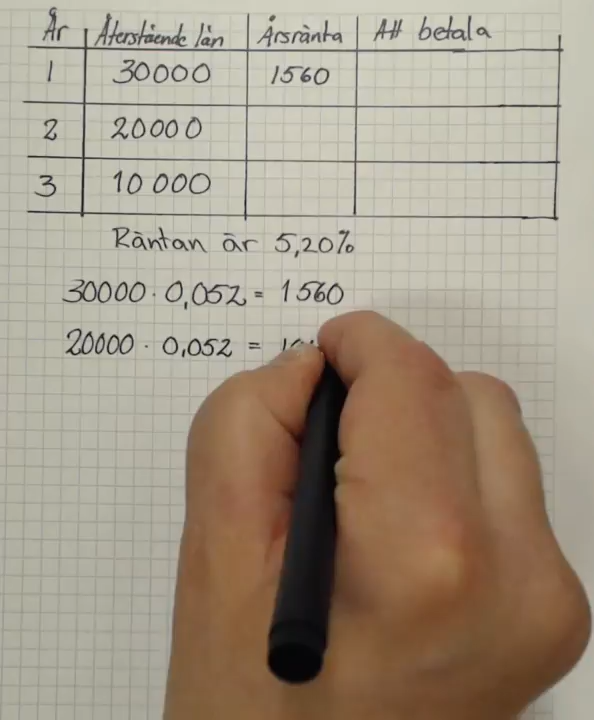 År Återstående lån Årsränta Att betala
1 30000 1560
2 20000
3 10 000
Räntan är 5,20%
30000 · 0,052 = 1560
20000 · 0,052 =